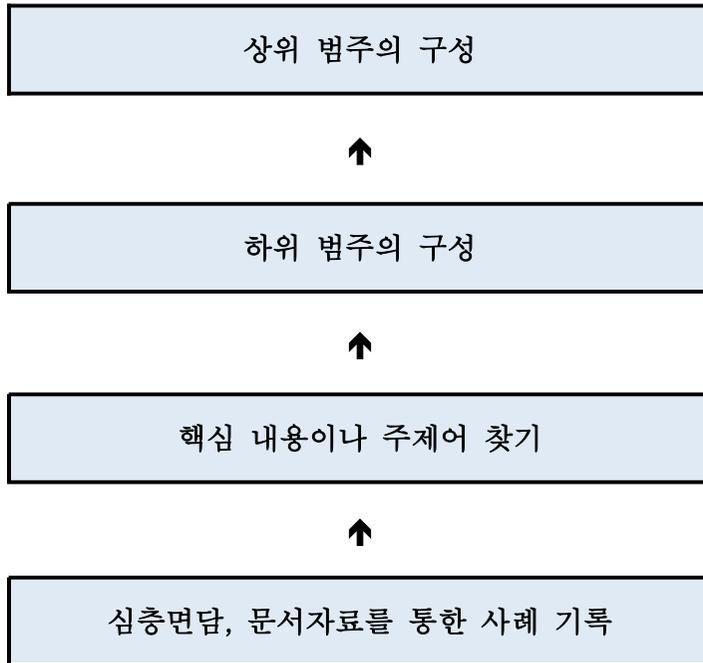 상위 범주의 구성
하위 범주의 구성
핵심 내용이나 주제어 찾기
심층면담, 문서자료를 통한 사례 기록